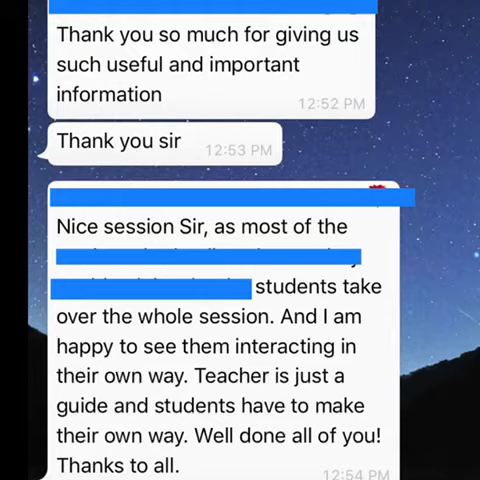 Thank you so much for giving us
such useful and important
information
12:52 PM
Thank you sir
12:53 PM
Nice session Sir, as most of the
students take
over the whole session. And I am
happy to see them interacting in
their own way. Teacher is just a
guide and students have to make
their own way. Well done all of you!
Thanks to all.
12:54 PM